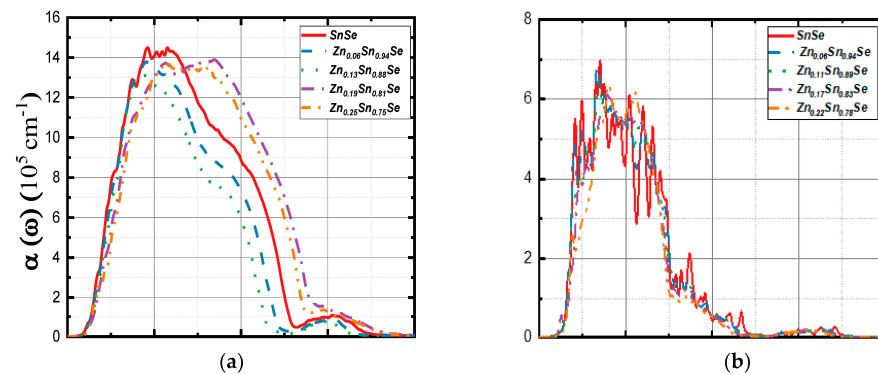 16
14
12
10
8
6
4
2
0
α (ω) (10⁵ cm⁻¹)
SnSe
Zn₀.₀₆Sn₀.₉₄Se
Zn₀.₁₃Sn₀.₈₈Se
Zn₀.₁₉Sn₀.₈₁Se
Zn₀.₂₅Sn₀.₇₅Se
(a)
8
6
4
2
0
SnSe
Zn₀.₀₆Sn₀.₉₄Se
Zn₀.₁₁Sn₀.₈₉Se
Zn₀.₁₇Sn₀.₈₃Se
Zn₀.₂₂Sn₀.₇₈Se
(b)